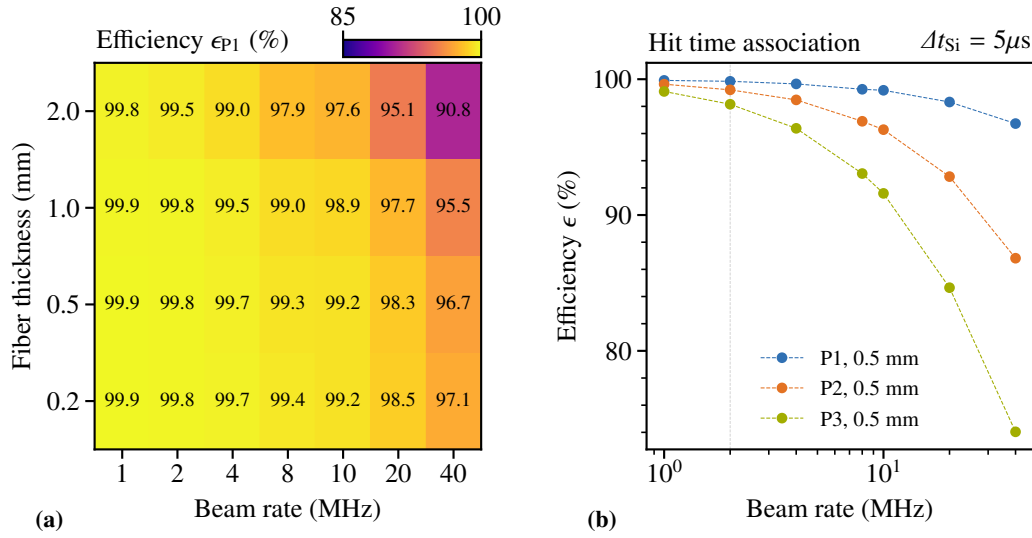 Efficiency ϵP1 (%)
85 100
Fiber thickness (mm)
2.0 99.8 99.5 99.0 97.9 97.6 95.1 90.8
1.0 99.9 99.8 99.5 99.0 98.9 97.7 95.5
0.5 99.9 99.8 99.7 99.3 99.2 98.3 96.7
0.2 99.9 99.8 99.7 99.4 99.2 98.5 97.1
1 2 4 8 10 20 40
Beam rate (MHz)
(a)
Hit time association ΔtSi = 5μs
Efficiency ϵ (%)
100
90
80
P1, 0.5 mm
P2, 0.5 mm
P3, 0.5 mm
10⁰ 10¹
Beam rate (MHz)
(b)